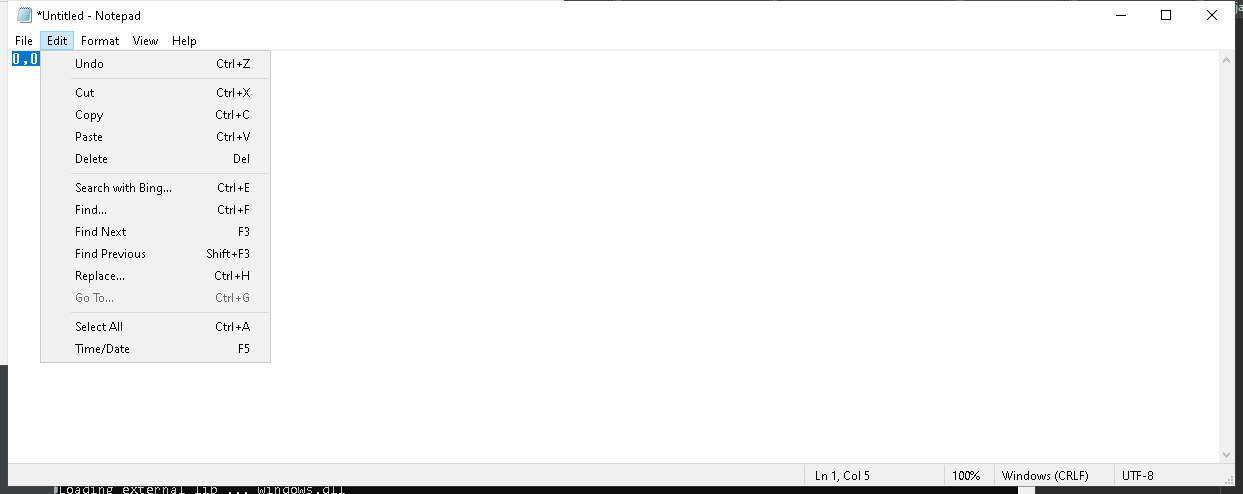 *Untitled - Notepad
File Edit Format View Help
0,0
Undo Ctrl+Z
Cut Ctrl+X
Copy Ctrl+C
Paste Ctrl+V
Delete Del
Search with Bing... Ctrl+E
Find... Ctrl+F
Find Next F3
Find Previous Shift+F3
Replace... Ctrl+H
Go To... Ctrl+G
Select All Ctrl+A
Time/Date F5
Ln 1, Col 5 100% Windows (CRLF) UTF-8
Loading external lib ... windows.dll